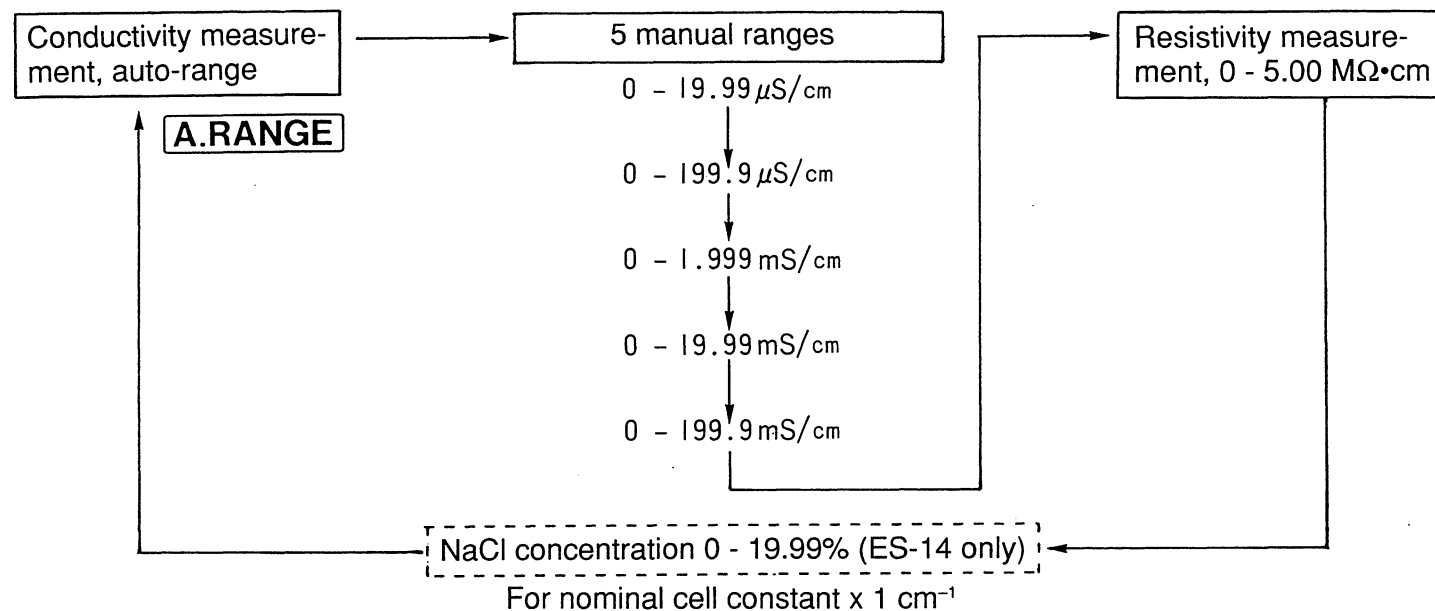 Conductivity measure-
ment, auto-range
A.RANGE
5 manual ranges
0 - 19.99 μS/cm
0 - 199.9 μS/cm
0 - 1.999 mS/cm
0 - 19.99 mS/cm
0 - 199.9 mS/cm
Resistivity measure-
ment, 0 - 5.00 MΩ•cm
NaCl concentration 0 - 19.99% (ES-14 only)
For nominal cell constant x 1 cm⁻¹